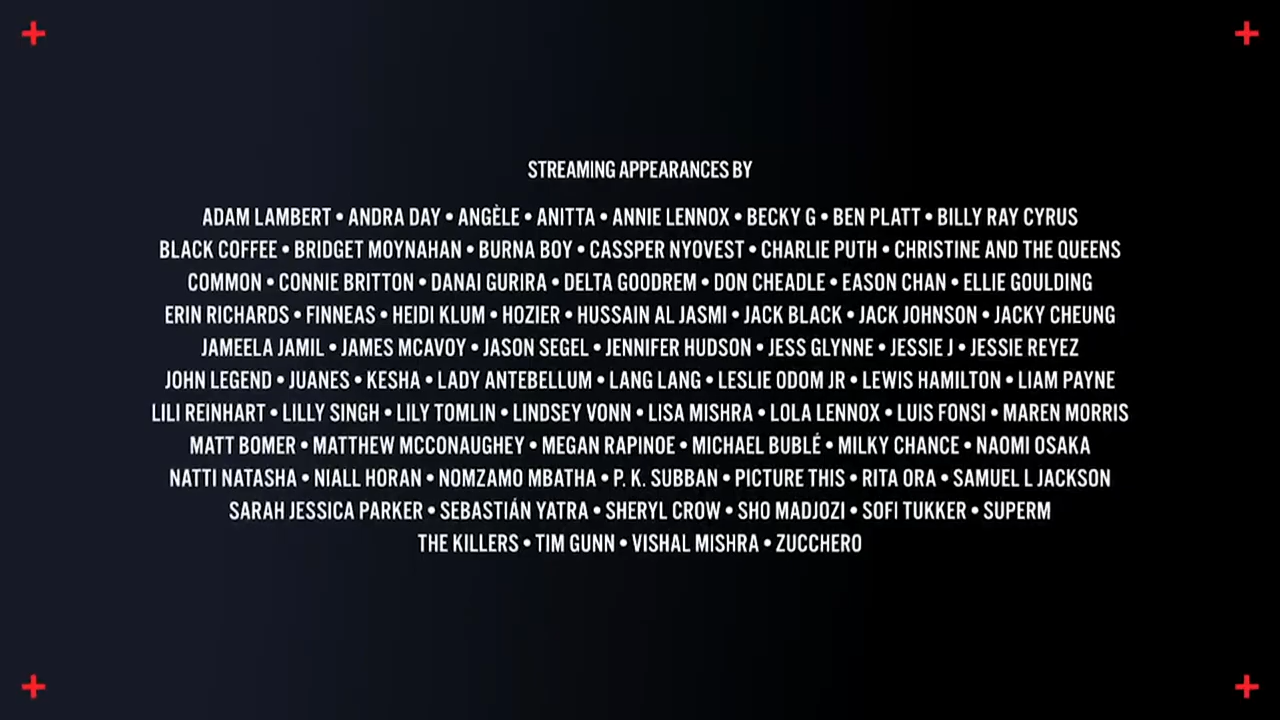 STREAMING APPEARANCES BY
ADAM LAMBERT • ANDRA DAY • ANGÈLE • ANITTA • ANNIE LENNOX • BECKY G • BEN PLATT • BILLY RAY CYRUS
BLACK COFFEE • BRIDGET MOYNAHAN • BURNA BOY • CASSPER NYOVEST • CHARLIE PUTH • CHRISTINE AND THE QUEENS
COMMON • CONNIE BRITTON • DANAI GURIRA • DELTA GOODREM • DON CHEADLE • EASON CHAN • ELLIE GOULDING
ERIN RICHARDS • FINNEAS • HEIDI KLUM • HOZIER • HUSSAIN AL JASMI • JACK BLACK • JACK JOHNSON • JACKY CHEUNG
JAMEELA JAMIL • JAMES MCAVOY • JASON SEGEL • JENNIFER HUDSON • JESS GLYNNE • JESSIE J • JESSIE REYEZ
JOHN LEGEND • JUANES • KESHA • LADY ANTEBELLUM • LANG LANG • LESLIE ODOM JR • LEWIS HAMILTON • LIAM PAYNE
LILI REINHART • LILLY SINGH • LILY TOMLIN • LINDSEY VONN • LISA MISHRA • LOLA LENNOX • LUIS FONSI • MAREN MORRIS
MATT BOMER • MATTHEW MCCONAUGHEY • MEGAN RAPINOE • MICHAEL BUBLÉ • MILKY CHANCE • NAOMI OSAKA
NATTI NATASHA • NIALL HORAN • NOMZAMO MBATHA • P. K. SUBBAN • PICTURE THIS • RITA ORA • SAMUEL L JACKSON
SARAH JESSICA PARKER • SEBASTIÁN YATRA • SHERYL CROW • SHO MADJOZI • SOFI TUKKER • SUPERM
THE KILLERS • TIM GUNN • VISHAL MISHRA • ZUCCHERO